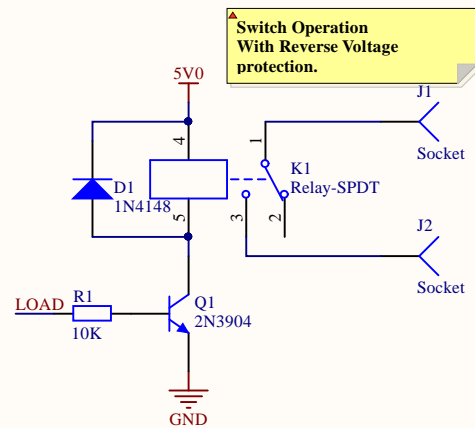 Switch Operation
With Reverse Voltage
protection.
5V0
J1
4
1
K1
Socket
D1
Relay-SPDT
1N4148
5
3
2
J2
Socket
LOAD
R1
Q1
10K
2N3904
GND